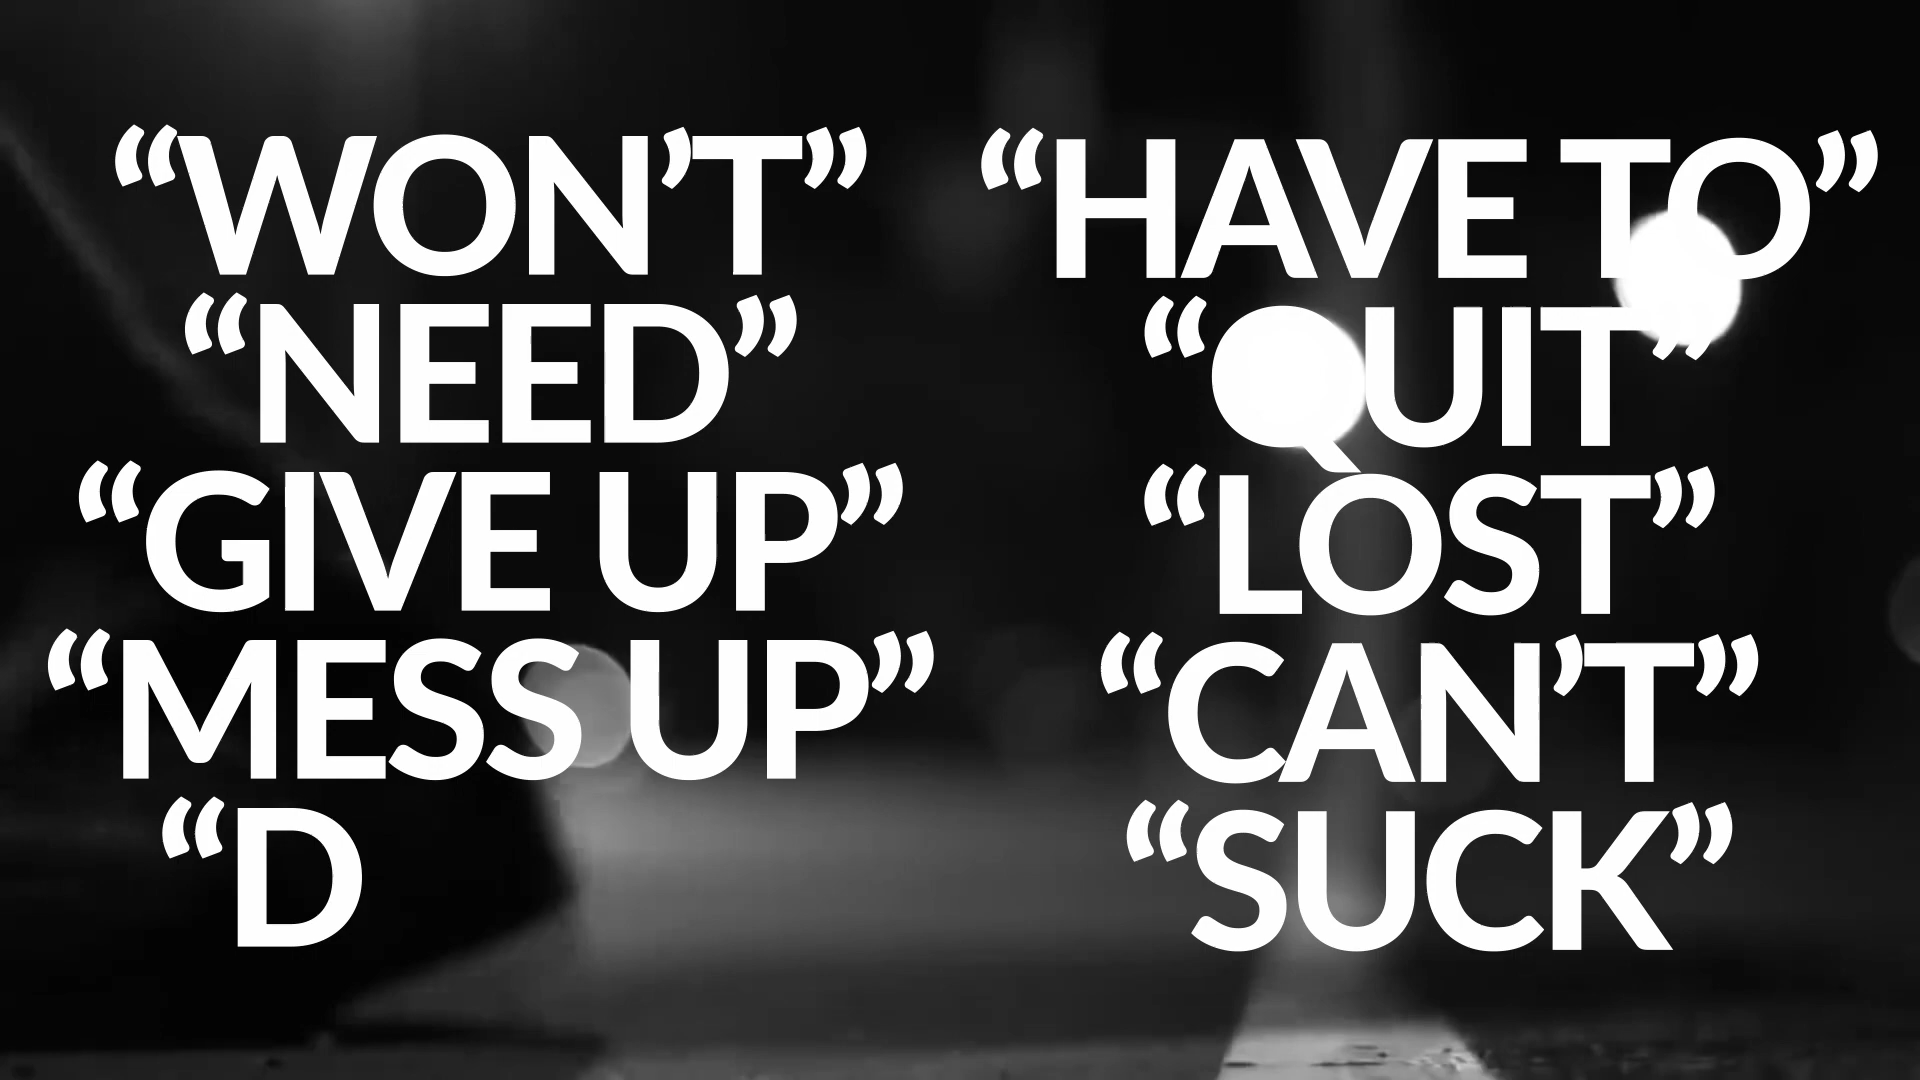 “WON’T”
“NEED”
“GIVE UP”
“MESS UP”
“D
“HAVE TO”
“QUIT”
“LOST”
“CAN’T”
“SUCK”